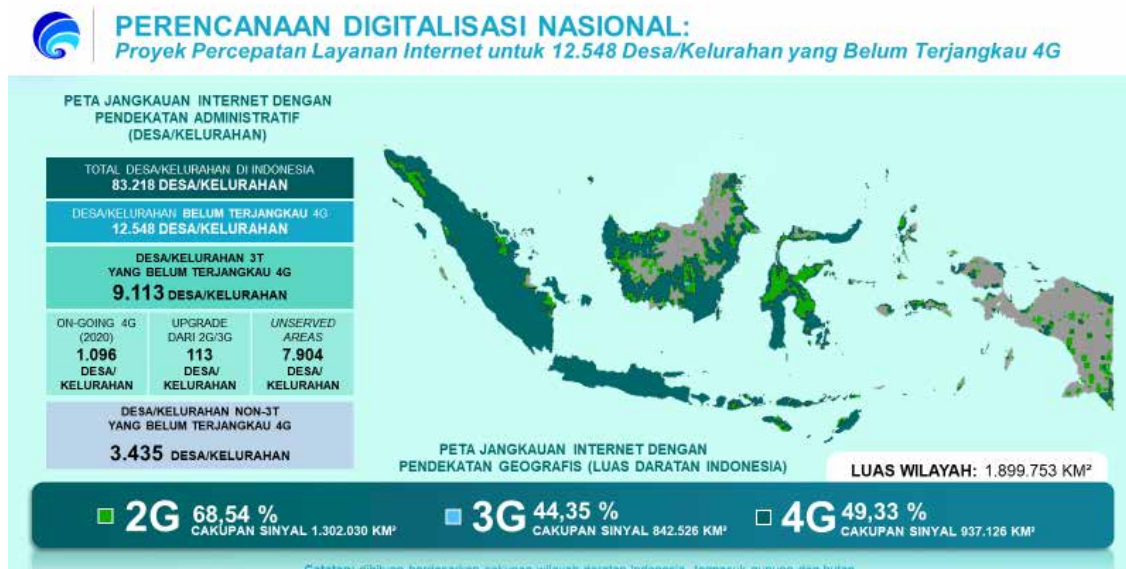 PERENCANAAN DIGITALISASI NASIONAL:
Proyek Percepatan Layanan Internet untuk 12.548 Desa/Kelurahan yang Belum Terjangkau 4G
PETA JANGKAUAN INTERNET DENGAN
PENDEKATAN ADMINISTRATIF
(DESA/KELURAHAN)
TOTAL DESA/KELURAHAN DI INDONESIA
83.218 DESA/KELURAHAN
DESA/KELURAHAN BELUM TERJANGKAU 4G
12.548 DESA/KELURAHAN
DESA/KELURAHAN 3T
YANG BELUM TERJANGKAU 4G
9.113 DESA/KELURAHAN
ON-GOING 4G
(2020)
1.096
DESA/
KELURAHAN
UPGRADE
DARI 2G/3G
113
DESA/
KELURAHAN
UNSERVED
AREAS
7.904
DESA/
KELURAHAN
DESA/KELURAHAN NON-3T
YANG BELUM TERJANGKAU 4G
3.435 DESA/KELURAHAN
PETA JANGKAUAN INTERNET DENGAN
PENDEKATAN GEOGRAFIS (LUAS DARATAN INDONESIA)
LUAS WILAYAH: 1.899.753 KM²
2G 68,54 %
CAKUPAN SINYAL 1.302.030 KM²
3G 44,35 %
CAKUPAN SINYAL 842.526 KM²
4G 49,33 %
CAKUPAN SINYAL 937.126 KM²